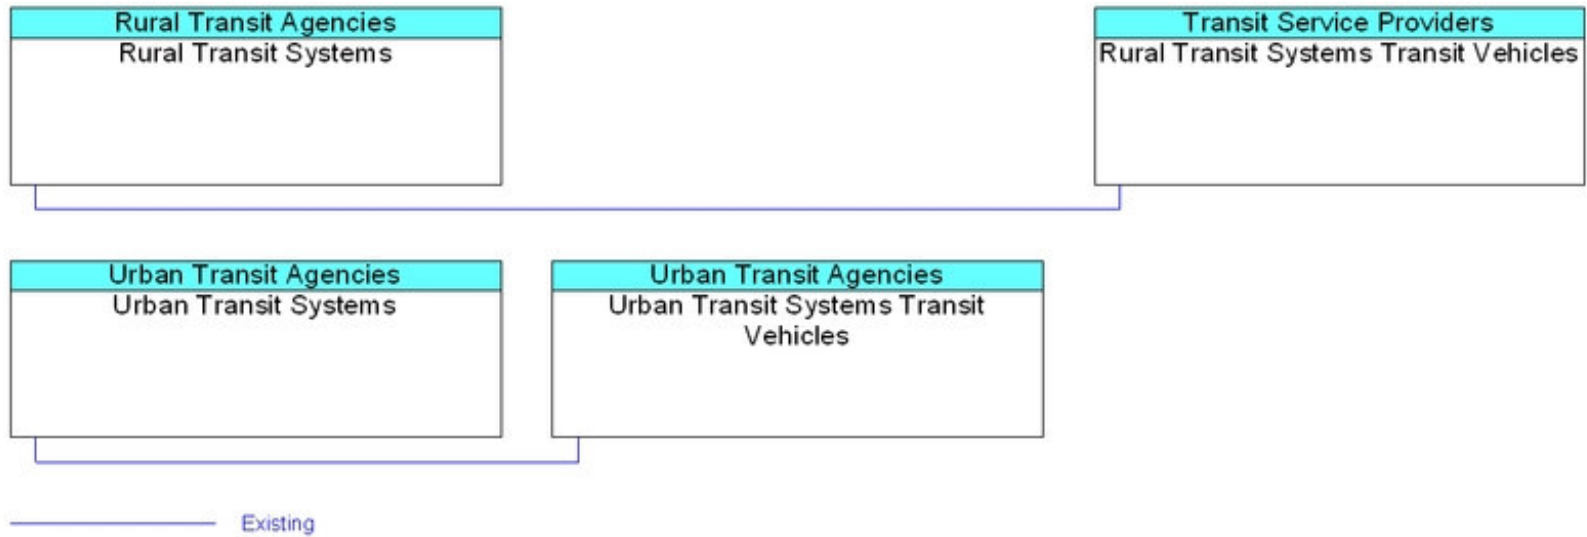 Rural Transit Agencies
Rural Transit Systems
Transit Service Providers
Rural Transit Systems Transit Vehicles
Urban Transit Agencies
Urban Transit Systems
Urban Transit Agencies
Urban Transit Systems Transit
Vehicles
Existing